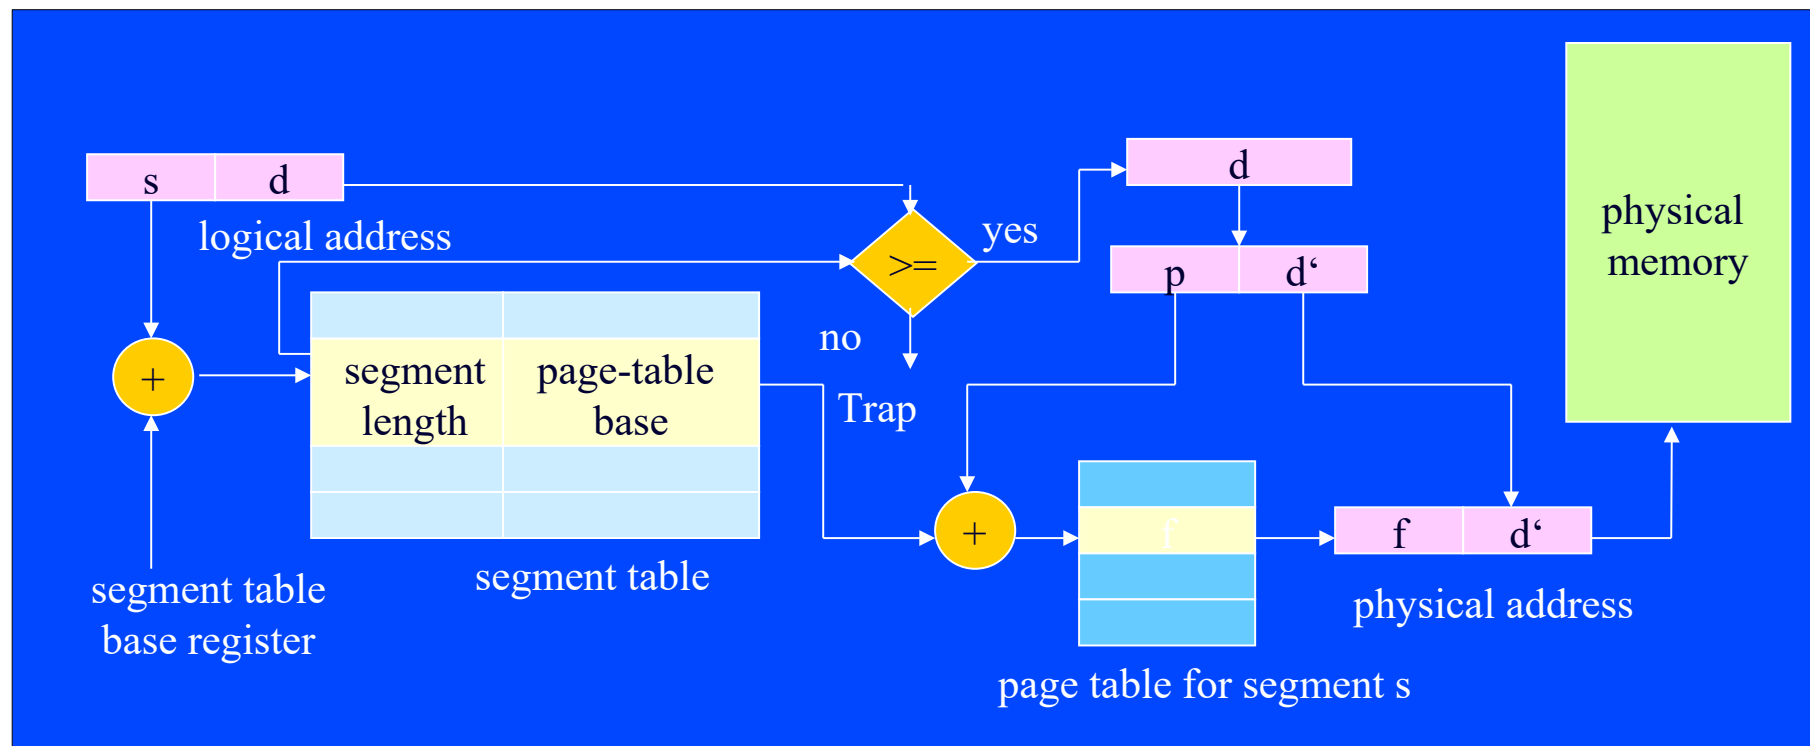 s d
logical address
+
segment table
base register
segment
length
page-table
base
segment table
>=
yes
no
Trap
d
p d‘
+
f
page table for segment s
f d‘
physical address
physical
memory